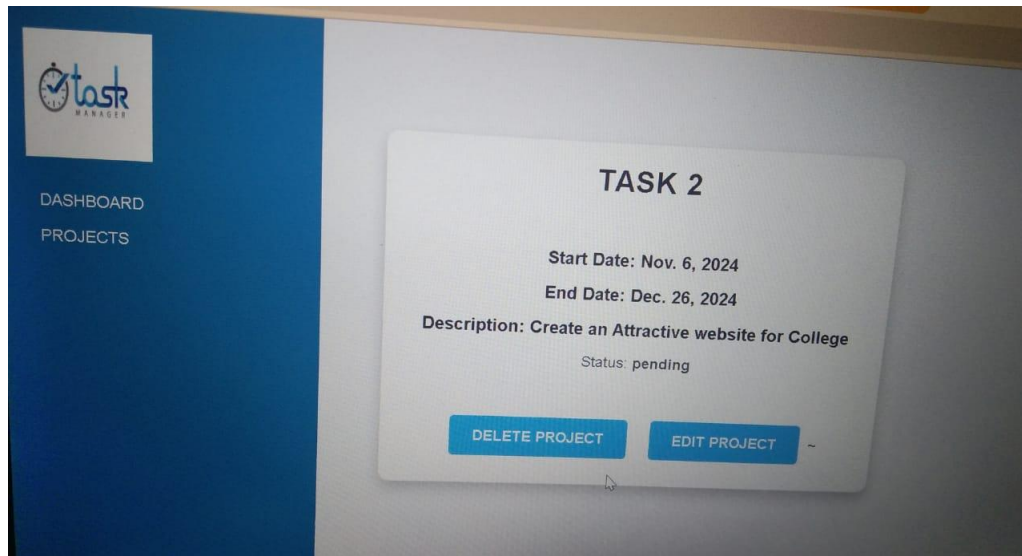 task
MANAGER
DASHBOARD
PROJECTS
TASK 2
Start Date: Nov. 6, 2024
End Date: Dec. 26, 2024
Description: Create an Attractive website for College
Status: pending
DELETE PROJECT EDIT PROJECT ~